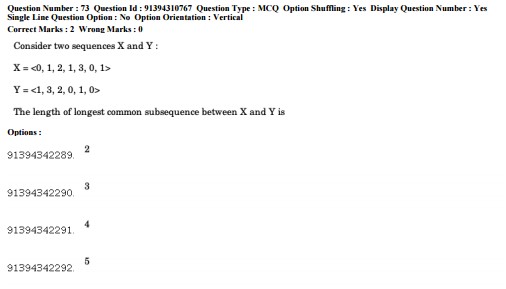 Question Number : 73 Question Id : 91394310767 Question Type : MCQ Option Shuffling : Yes Display Question Number : Yes
Single Line Question Option : No Option Orientation : Vertical
Correct Marks : 2 Wrong Marks : 0
Consider two sequences X and Y :
X = <0, 1, 2, 1, 3, 0, 1>
Y = <1, 3, 2, 0, 1, 0>
The length of longest common subsequence between X and Y is
Options :
91394342289. 2
91394342290. 3
91394342291. 4
91394342292. 5